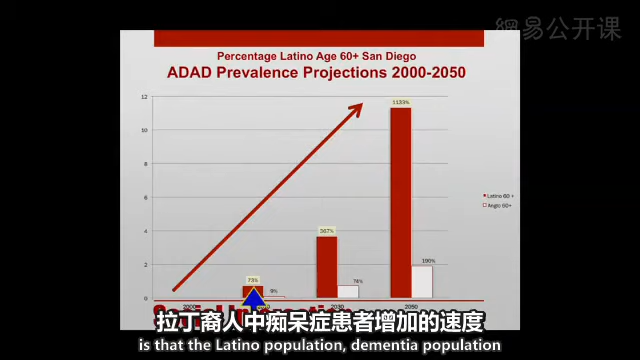 網易公开课
Percentage Latino Age 60+ San Diego
ADAD Prevalence Projections 2000-2050
12
10
8
6
4
2
0
1133%
367%
73%
9%
74%
190%
Latino 60 +
Anglo 60+
2030
2050
拉丁裔人中痴呆症患者增加的速度
is that the Latino population, dementia population